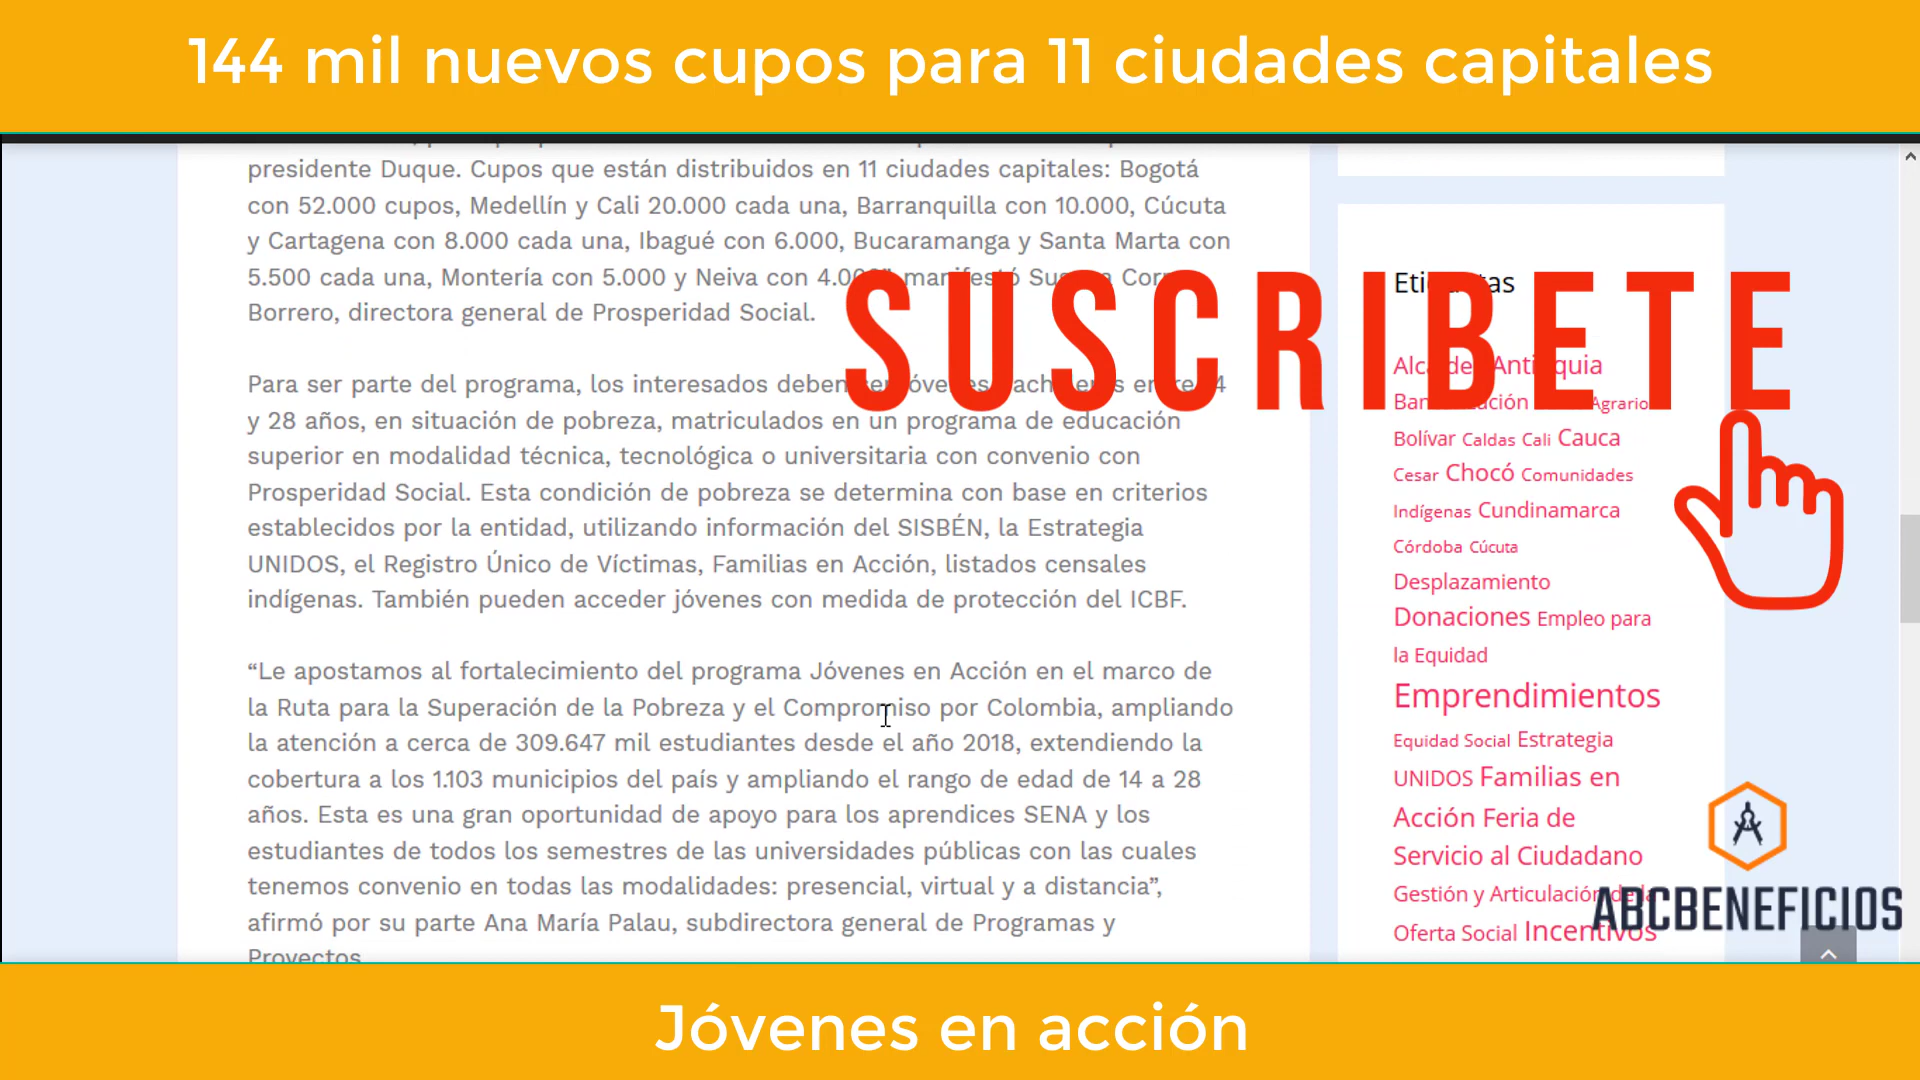 144 mil nuevos cupos para 11 ciudades capitales
presidente Duque. Cupos que están distribuidos en 11 ciudades capitales: Bogotá
con 52.000 cupos, Medellín y Cali 20.000 cada una, Barranquilla con 10.000, Cúcuta
y Cartagena con 8.000 cada una, Ibagué con 6.000, Bucaramanga y Santa Marta con
5.500 cada una, Montería con 5.000 y Neiva con 4.000” manifestó
Borrero, directora general de Prosperidad Social.
Para ser parte del programa, los interesados deben
y 28 años, en situación de pobreza, matriculados en un programa de educación
superior en modalidad técnica, tecnológica o universitaria con convenio con
Prosperidad Social. Esta condición de pobreza se determina con base en criterios
establecidos por la entidad, utilizando información del SISBÉN, la Estrategia
UNIDOS, el Registro Único de Víctimas, Familias en Acción, listados censales
indígenas. También pueden acceder jóvenes con medida de protección del ICBF.
“Le apostamos al fortalecimiento del programa Jóvenes en Acción en el marco de
la Ruta para la Superación de la Pobreza y el Compromiso por Colombia, ampliando
la atención a cerca de 309.647 mil estudiantes desde el año 2018, extendiendo la
cobertura a los 1.103 municipios del país y ampliando el rango de edad de 14 a 28
años. Esta es una gran oportunidad de apoyo para los aprendices SENA y los
estudiantes de todos los semestres de las universidades públicas con las cuales
tenemos convenio en todas las modalidades: presencial, virtual y a distancia”,
afirmó por su parte Ana María Palau, subdirectora general de Programas y
Proyectos
SUSCRIBETE
Etiquetas
Antioquia
Agrario
Bolívar Caldas Cali Cauca
Cesar Chocó Comunidades
Indígenas Cundinamarca
Córdoba Cúcuta
Desplazamiento
Donaciones Empleo para
la Equidad
Emprendimientos
Equidad Social Estrategia
UNIDOS Familias en
Acción Feria de
Servicio al Ciudadano
Gestión y Articulación de la
Oferta Social Incentivos
ABCBENEFICIOS
Jóvenes en acción